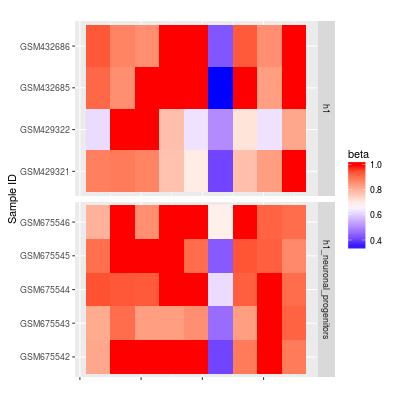 GSM432686
GSM432685
GSM429322
GSM429321
h1
GSM675546
GSM675545
GSM675544
GSM675543
GSM675542
h1_neuronal_progenitors
Sample ID
beta
1.0
0.8
0.6
0.4